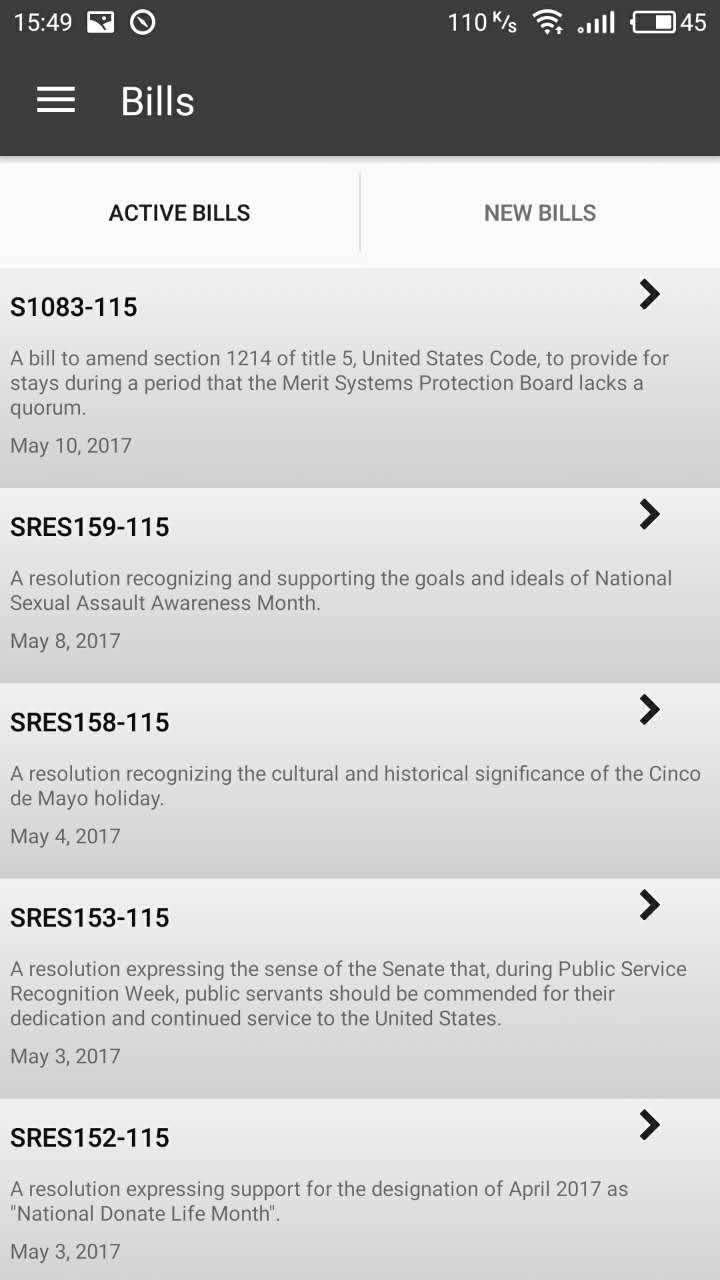 15:49 110 K/s 45
Bills
ACTIVE BILLS NEW BILLS
S1083-115
A bill to amend section 1214 of title 5, United States Code, to provide for
stays during a period that the Merit Systems Protection Board lacks a
quorum.
May 10, 2017
SRES159-115
A resolution recognizing and supporting the goals and ideals of National
Sexual Assault Awareness Month.
May 8, 2017
SRES158-115
A resolution recognizing the cultural and historical significance of the Cinco
de Mayo holiday.
May 4, 2017
SRES153-115
A resolution expressing the sense of the Senate that, during Public Service
Recognition Week, public servants should be commended for their
dedication and continued service to the United States.
May 3, 2017
SRES152-115
A resolution expressing support for the designation of April 2017 as
"National Donate Life Month".
May 3, 2017